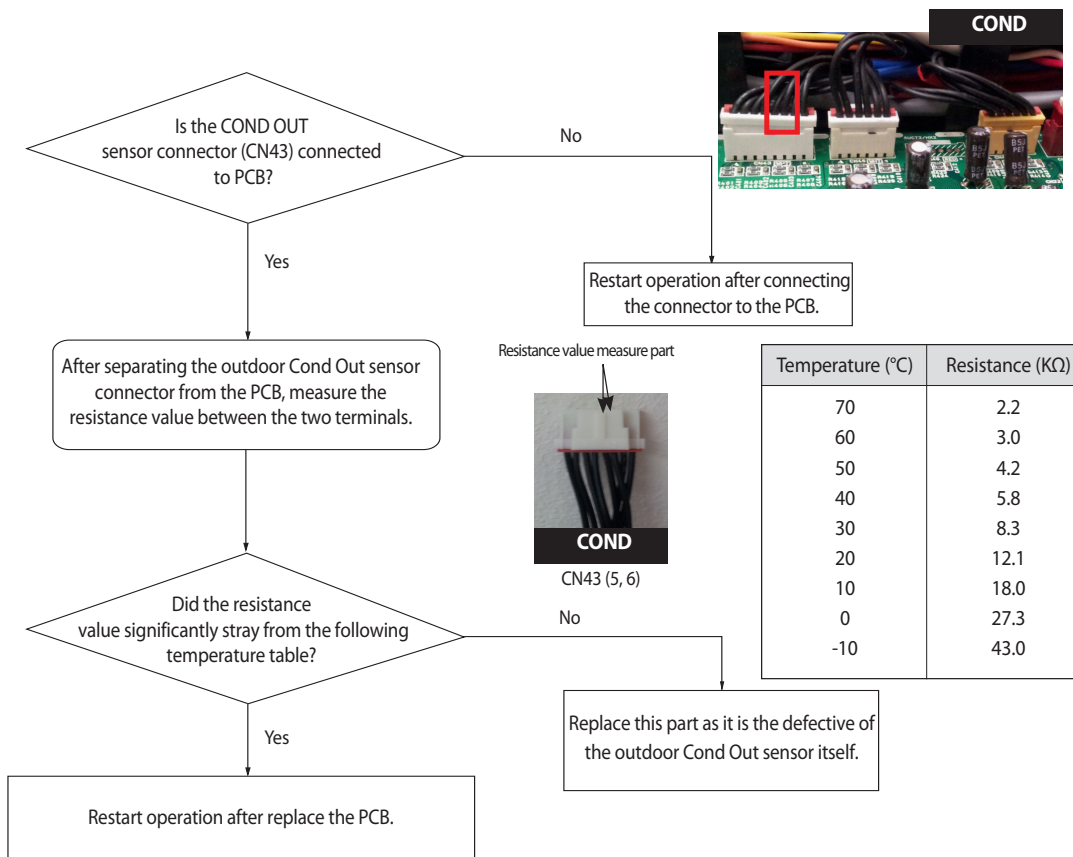 COND
Is the COND OUT
sensor connector (CN43) connected
to PCB?
No
Yes
Restart operation after connecting
the connector to the PCB.
After separating the outdoor Cond Out sensor
connector from the PCB, measure the
resistance value between the two terminals.
Resistance value measure part
COND
CN43 (5, 6)
Temperature (°C) Resistance (KΩ)
70 2.2
60 3.0
50 4.2
40 5.8
30 8.3
20 12.1
10 18.0
0 27.3
-10 43.0
Did the resistance
value significantly stray from the following
temperature table?
No
Yes
Replace this part as it is the defective of
the outdoor Cond Out sensor itself.
Restart operation after replace the PCB.